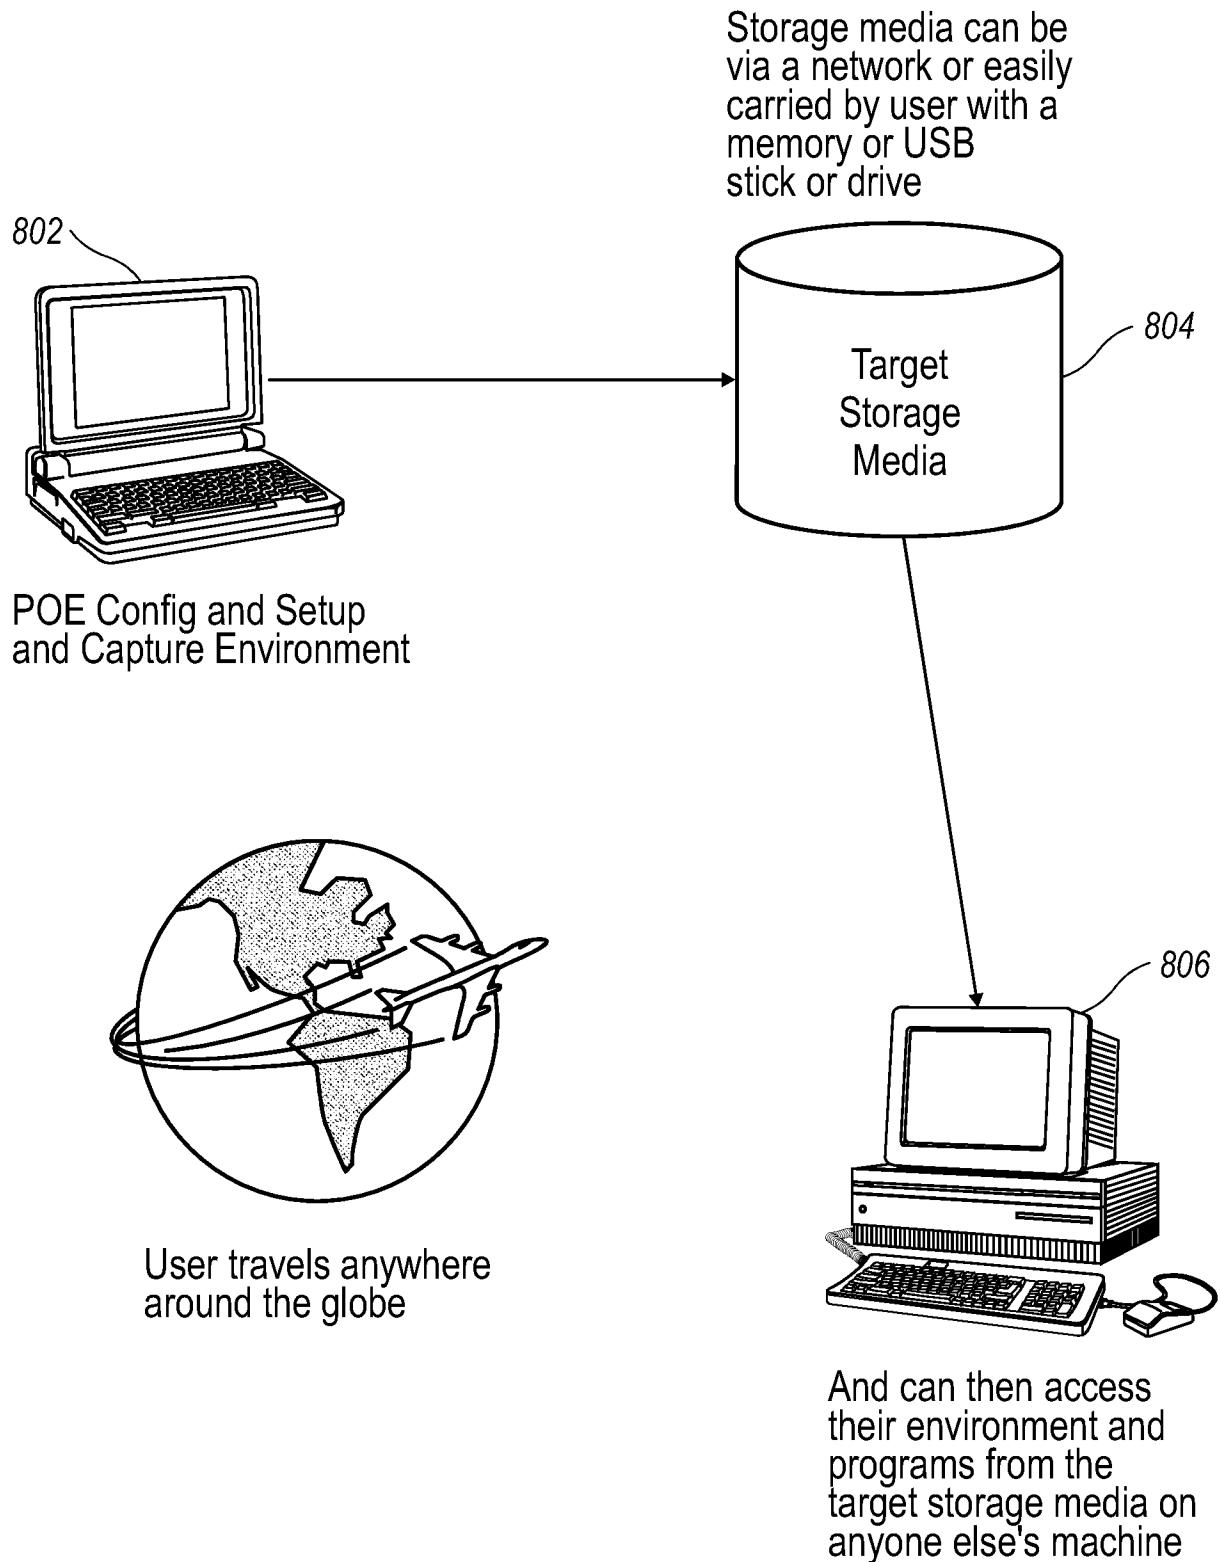 Storage media can be
via a network or easily
carried by user with a
memory or USB
stick or drive
802
804
Target
Storage
Media
POE Config and Setup
and Capture Environment
806
User travels anywhere
around the globe
And can then access
their environment and
programs from the
target storage media on
anyone else's machine